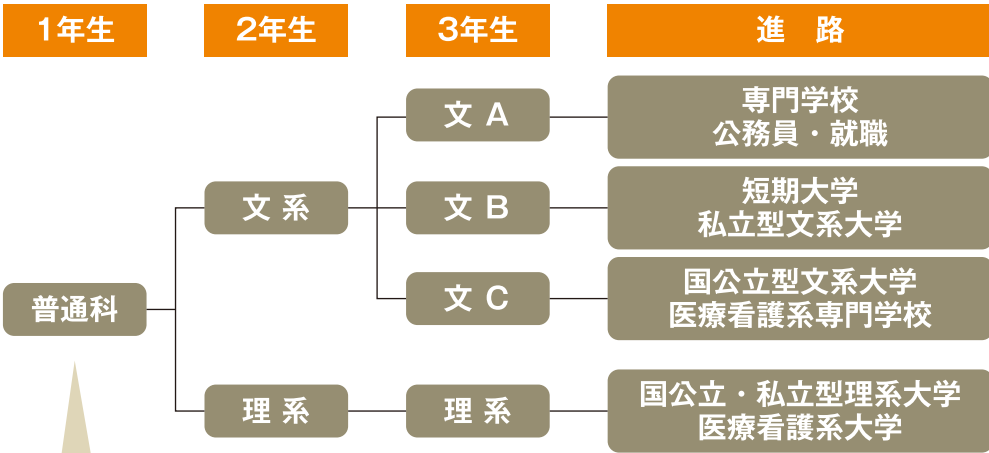 1年生
2年生
3年生
進 路
文 A
専門学校
公務員・就職
文 系
文 B
短期大学
私立型文系大学
文 C
国公立型文系大学
医療看護系専門学校
普通科
理 系
理 系
国公立・私立型理系大学
医療看護系大学